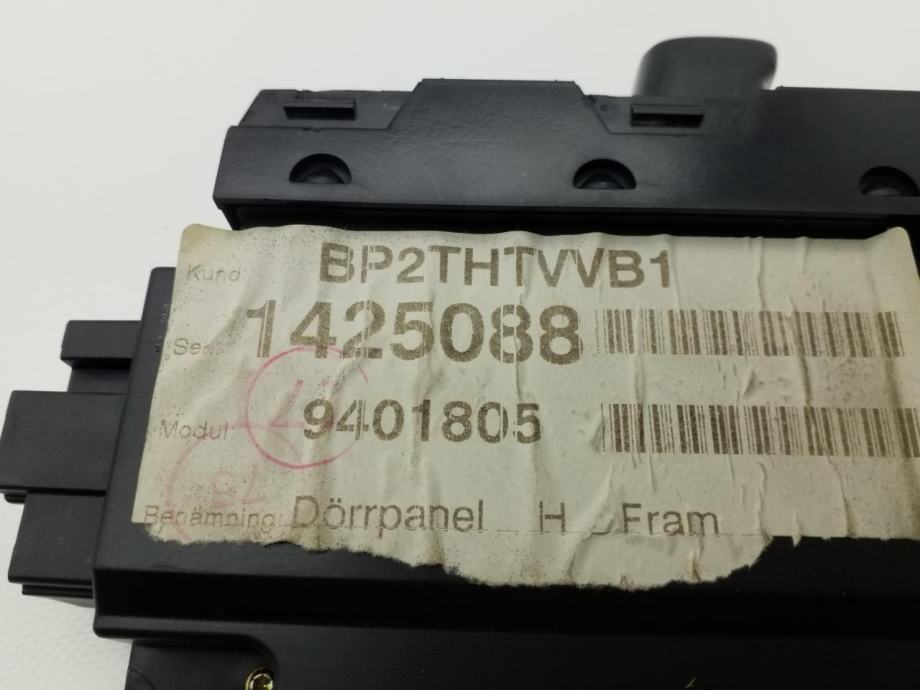 Kund BP2THTVVB1
Ser. 1425088
Modul 9401805
Benämning Dörrpanel H Fram